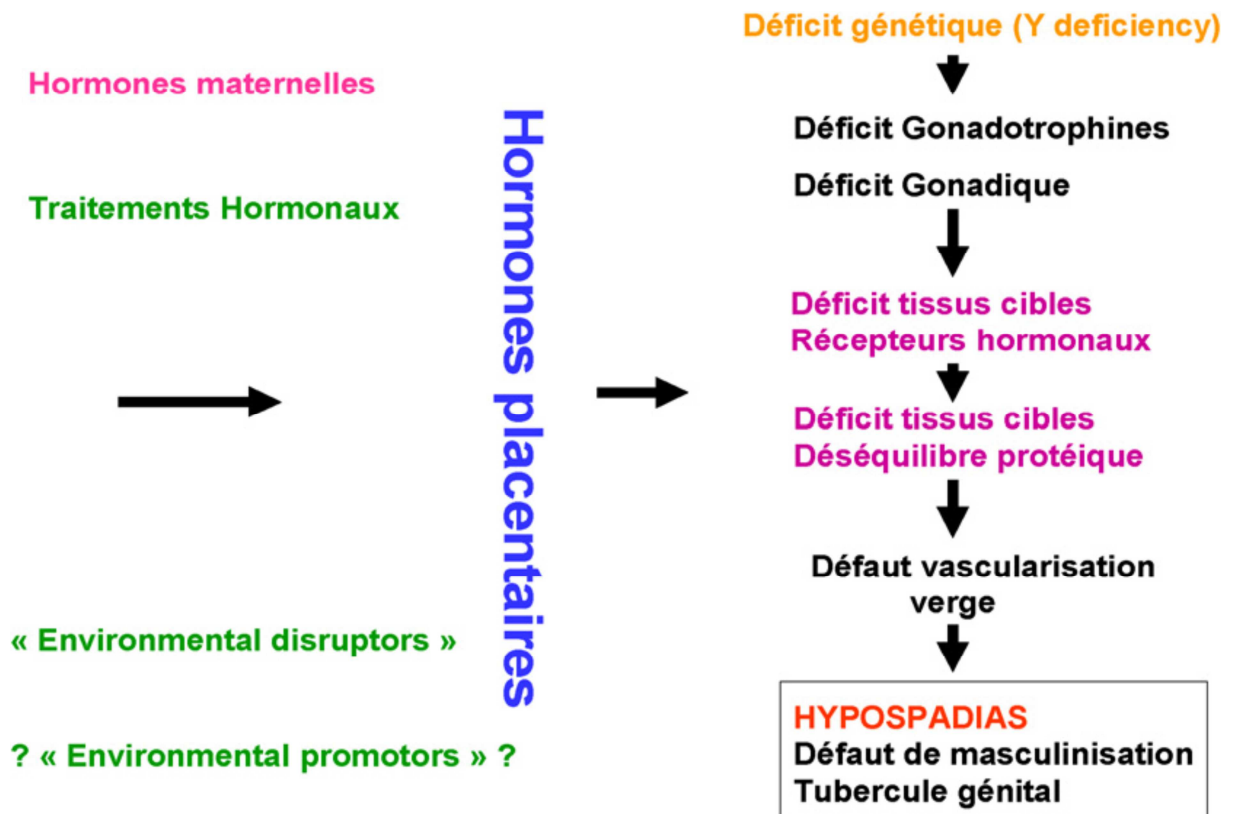 Hormones maternelles
Traitements Hormonaux
« Environmental disruptors »
? « Environmental promotors » ?
Hormones placentaires
Déficit génétique (Y deficiency)
Déficit Gonadotrophines
Déficit Gonadique
Déficit tissus cibles
Récepteurs hormonaux
Déficit tissus cibles
Déséquilibre protéique
Défaut vascularisation
verge
HYPOSPADIAS
Défaut de masculinisation
Tubercule génital